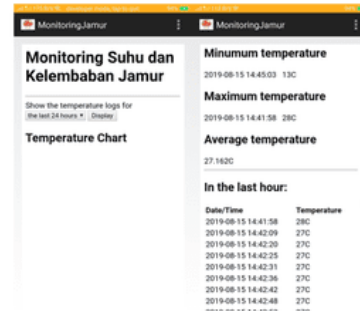 MonitoringJamur
Monitoring Suhu dan
Kelembaban Jamur
Show the temperature logs for
the last 24 hours Display
Temperature Chart
MonitoringJamur
Minumum temperature
2019-08-15 14:45:03 13C
Maximum temperature
2019-08-15 14:41:58 28C
Average temperature
27.162C
In the last hour:
Date/Time Temperature
2019-08-15 14:41:58 28C
2019-08-15 14:42:09 27C
2019-08-15 14:42:20 27C
2019-08-15 14:42:25 27C
2019-08-15 14:42:31 27C
2019-08-15 14:42:36 27C
2019-08-15 14:42:42 27C
2019-08-15 14:42:48 27C